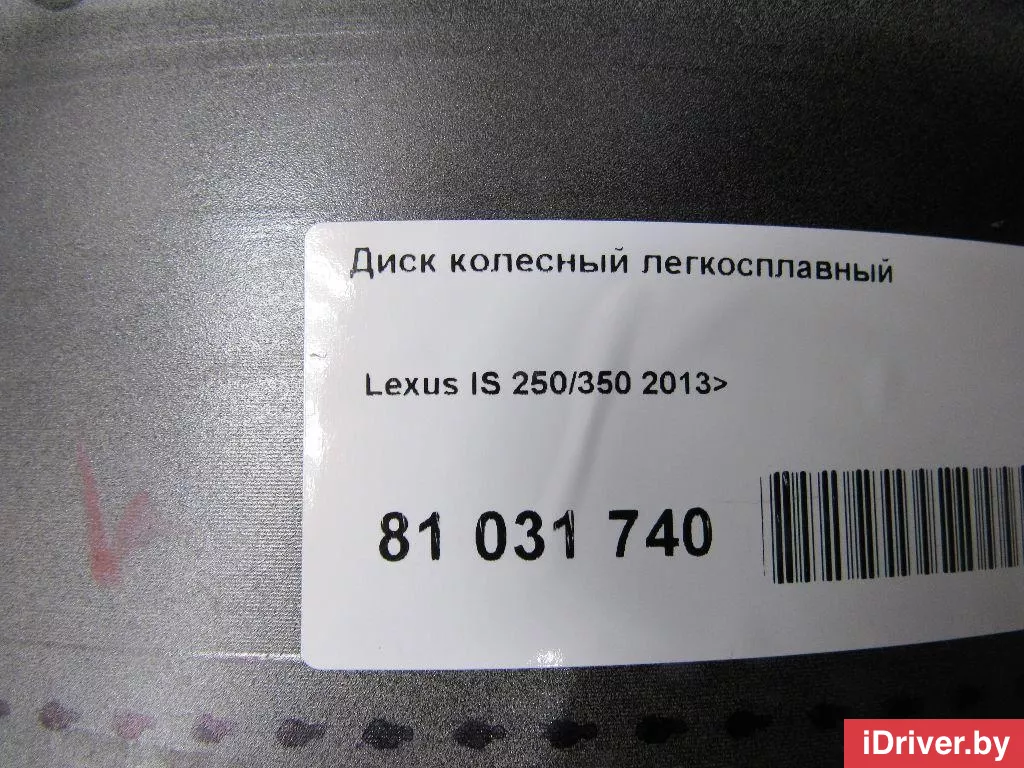 Диск колесный легкосплавный
Lexus IS 250/350 2013>
81 031 740
iDriver.by